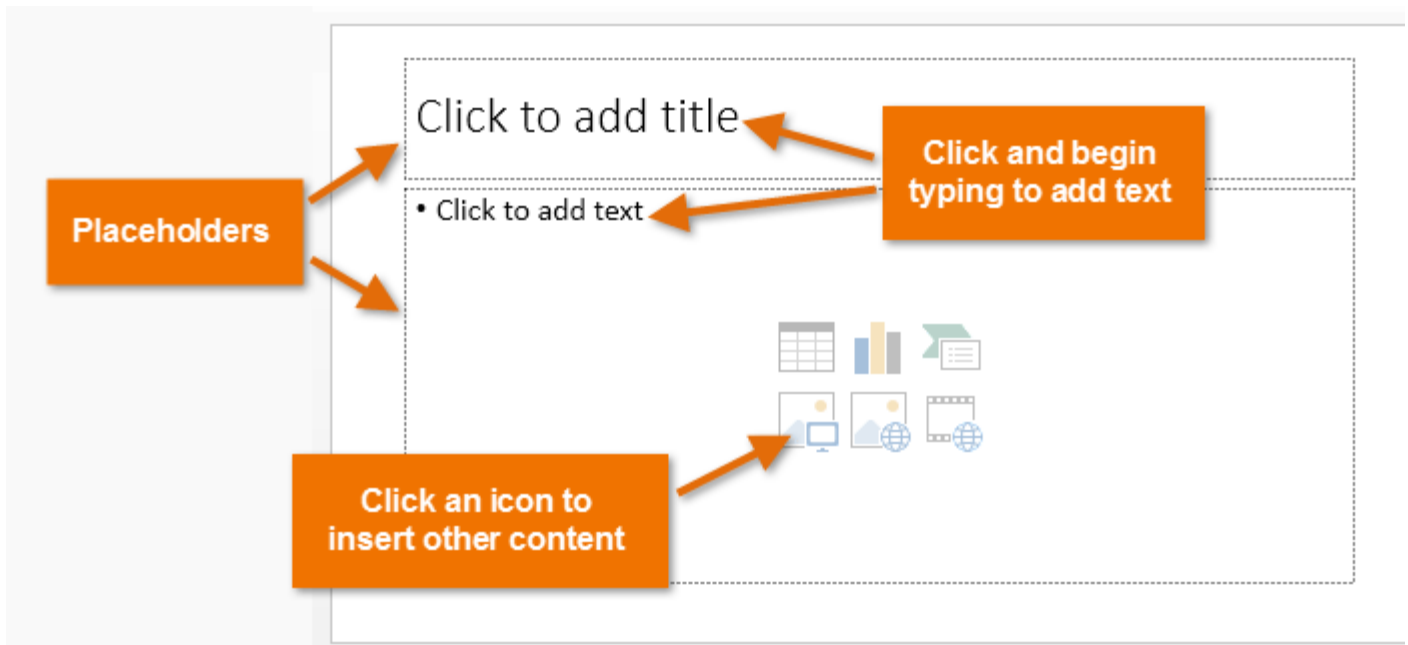 Click to add title
Click and begin
typing to add text
Placeholders
• Click to add text
Click an icon to
insert other content